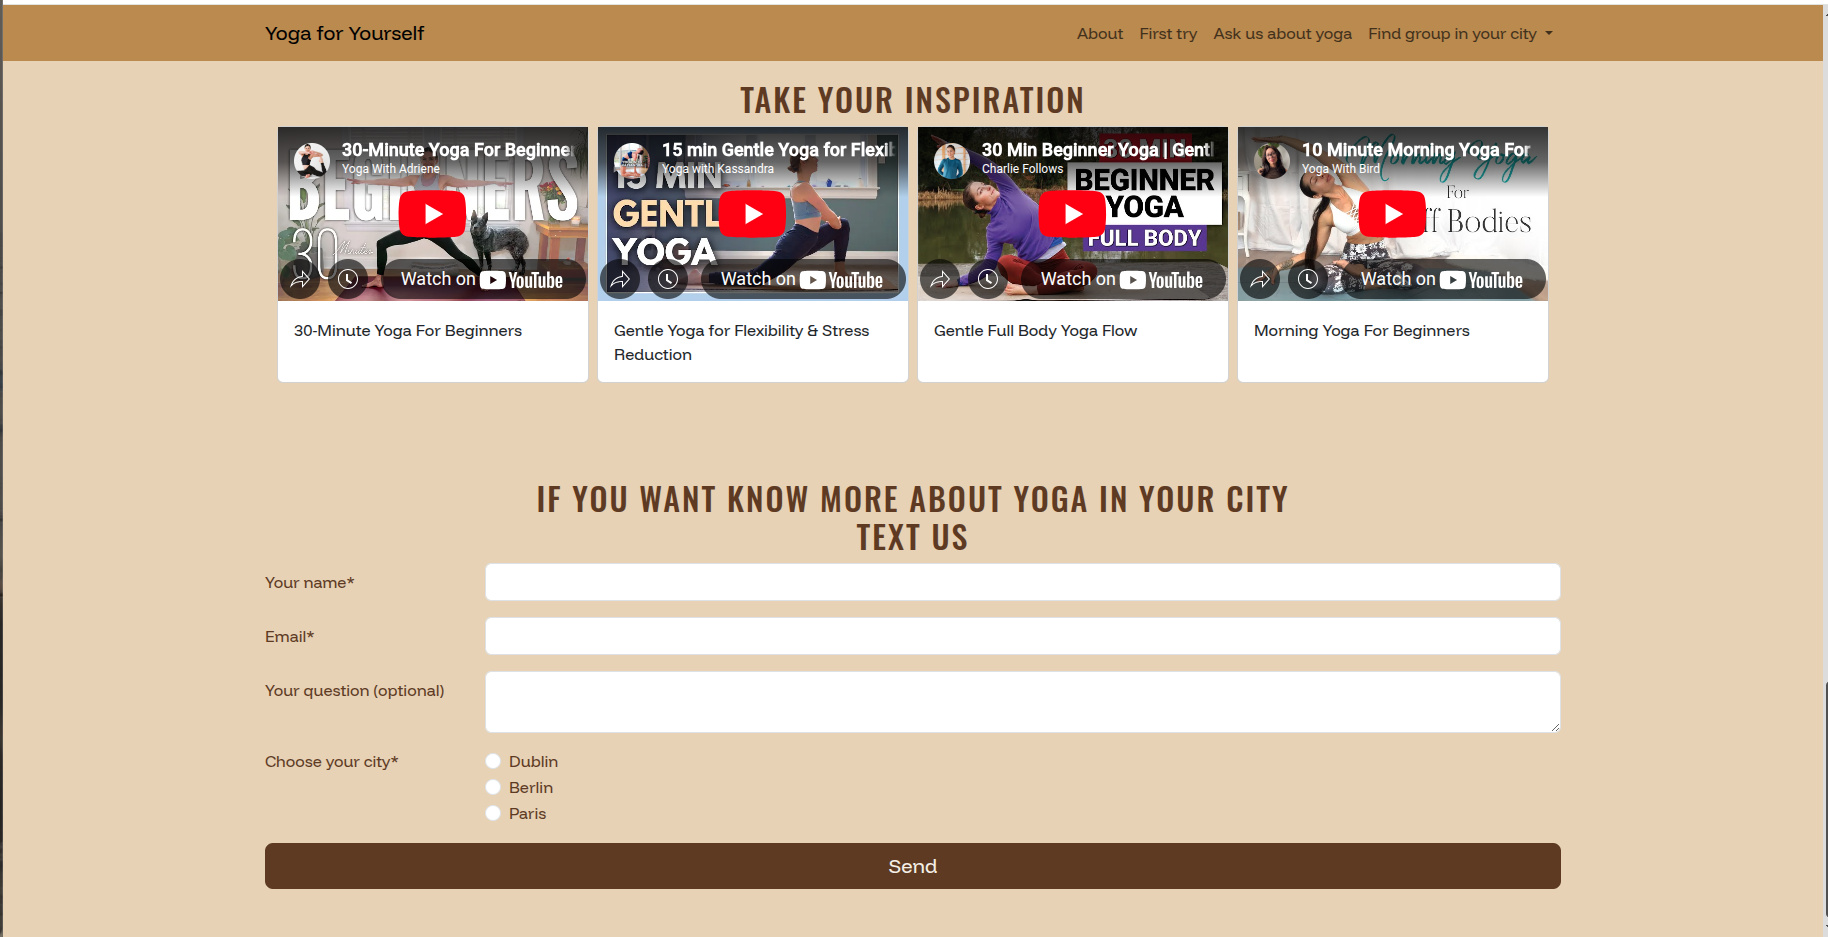 Yoga for Yourself
About First try Ask us about yoga Find group in your city
TAKE YOUR INSPIRATION
30-Minute Yoga For Beginne
Yoga With Adriene
BEGINNERS
30 Minutes
Watch on YouTube
30-Minute Yoga For Beginners
15 min Gentle Yoga for Flexi
Yoga with Kassandra
15 MIN
GENTL
YOGA
Watch on YouTube
Gentle Yoga for Flexibility & Stress
Reduction
30 Min Beginner Yoga | Gent
Charlie Follows
30 MIN
BEGINNER
YOGA
FULL BODY
Watch on YouTube
Gentle Full Body Yoga Flow
10 Minute Morning Yoga For
Yoga With Bird
Morning Yoga
For
ff Bodies
Watch on YouTube
Morning Yoga For Beginners
IF YOU WANT KNOW MORE ABOUT YOGA IN YOUR CITY
TEXT US
Your name*
Email*
Your question (optional)
Choose your city*
Dublin
Berlin
Paris
Send